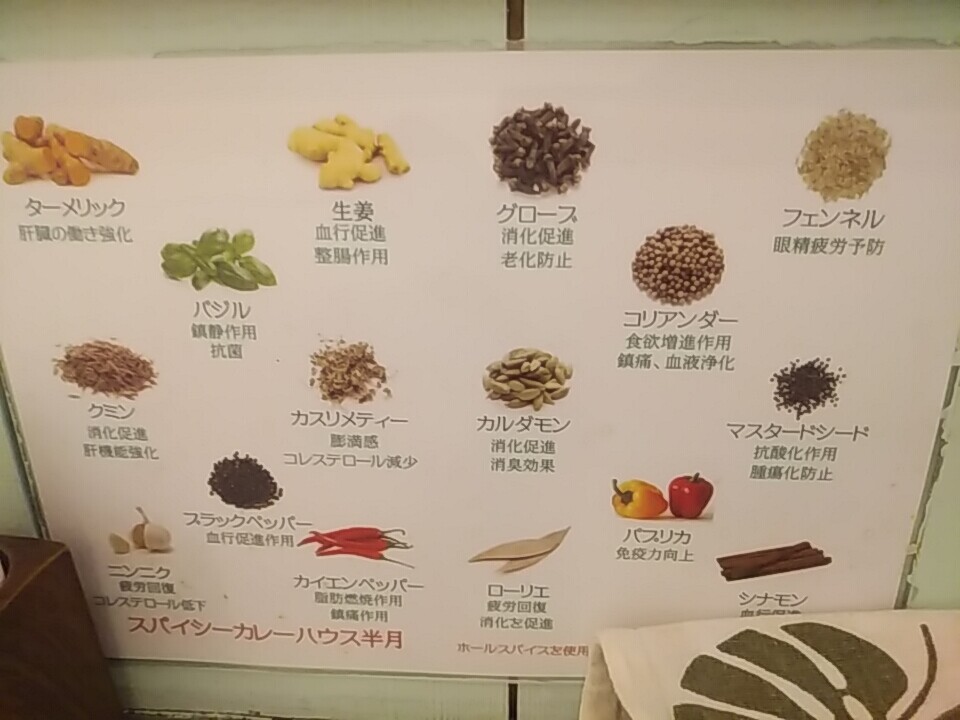 ターメリック
肝臓の働き強化
生姜
血行促進
整腸作用
グローブ
消化促進
老化防止
フェンネル
眼精疲労予防
バジル
鎮静作用
抗菌
コリアンダー
食欲増進作用
鎮痛、血液浄化
クミン
消化促進
肝機能強化
カスリメティー
膨満感
コレステロール減少
カルダモン
消化促進
消臭効果
マスタードシード
抗酸化作用
腫瘍化防止
ブラックペッパー
血行促進作用
パプリカ
免疫力向上
ニンニク
疲労回復
コレステロール低下
カイエンペッパー
脂肪燃焼作用
鎮痛作用
ローリエ
疲労回復
消化を促進
シナモン
血行促進
スパイシーカレーハウス半月
ホールスパイスを使用